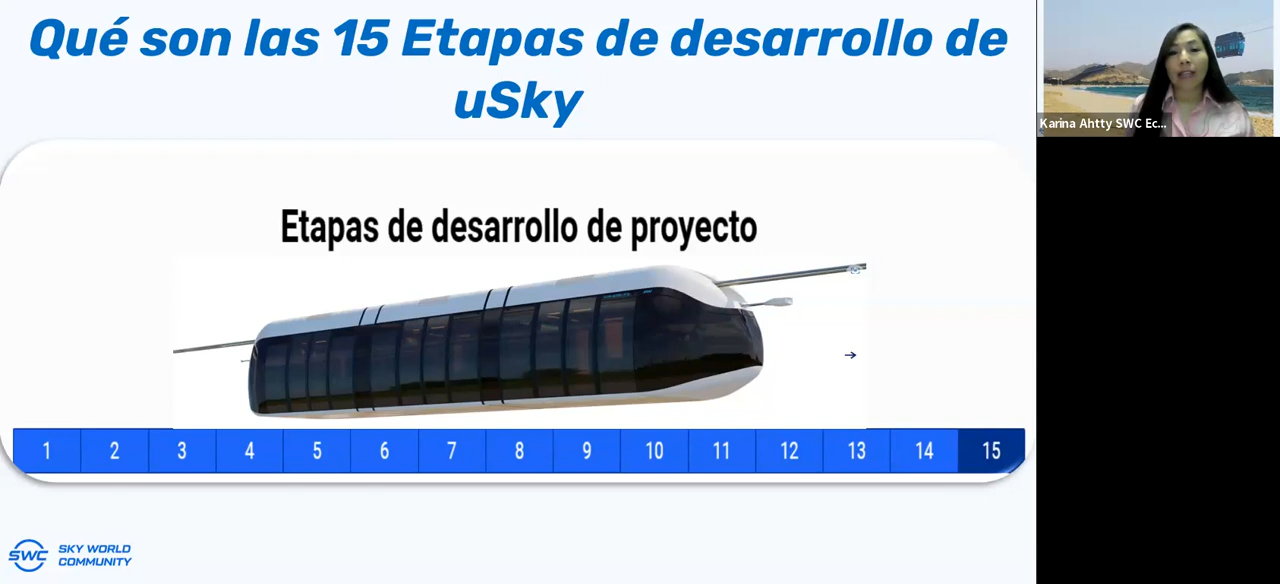 Qué son las 15 Etapas de desarrollo de
uSky
Karina Ahtty SWC Ec...
Etapas de desarrollo de proyecto
1 2 3 4 5 6 7 8 9 10 11 12 13 14 15
SWC SKY WORLD
COMMUNITY